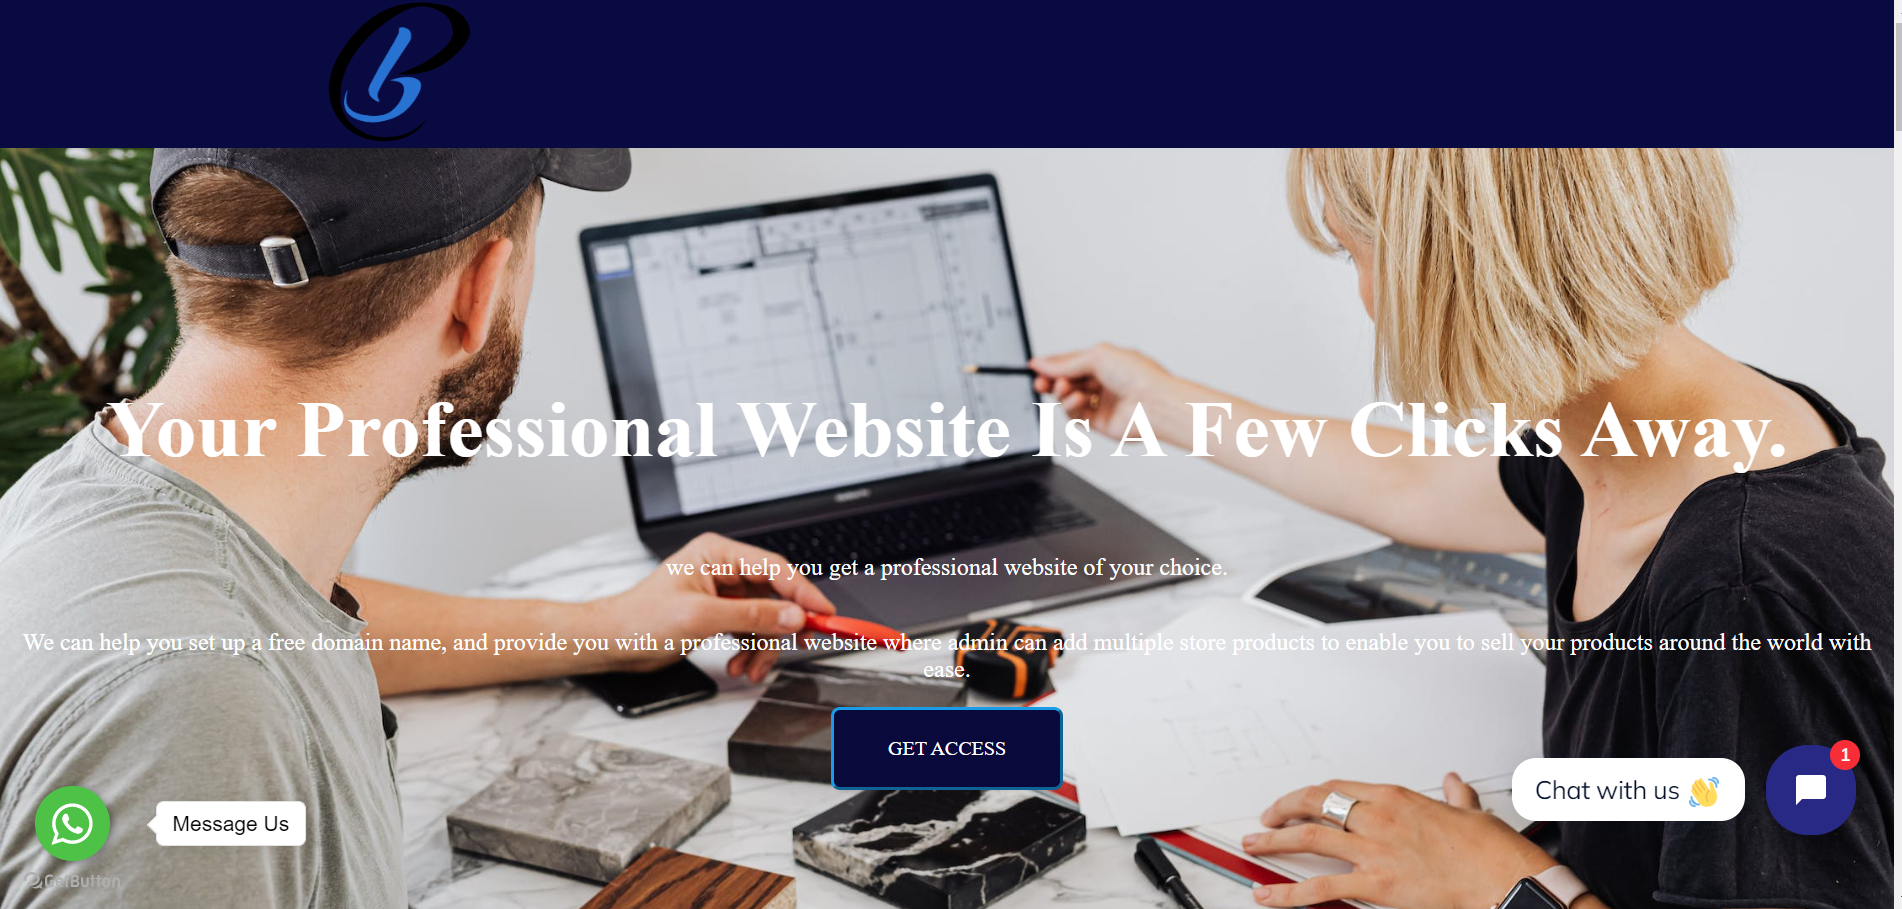 Your Professional Website Is A Few Clicks Away.
we can help you get a professional website of your choice.
We can help you set up a free domain name, and provide you with a professional website where admin can add multiple store products to enable you to sell your products around the world with
ease.
GET ACCESS
1
Chat with us 👋
Message Us
GetButton